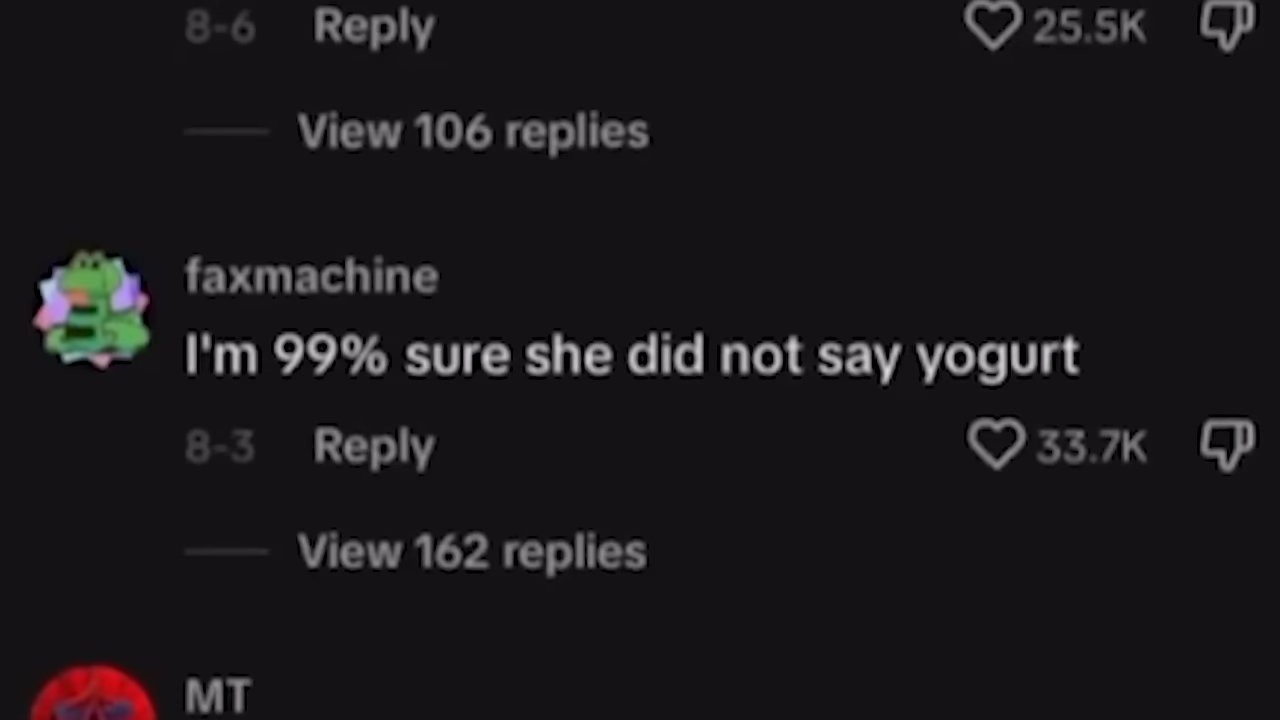 8-6 Reply 25.5K
View 106 replies
faxmachine
I'm 99% sure she did not say yogurt
8-3 Reply 33.7K
View 162 replies
MT